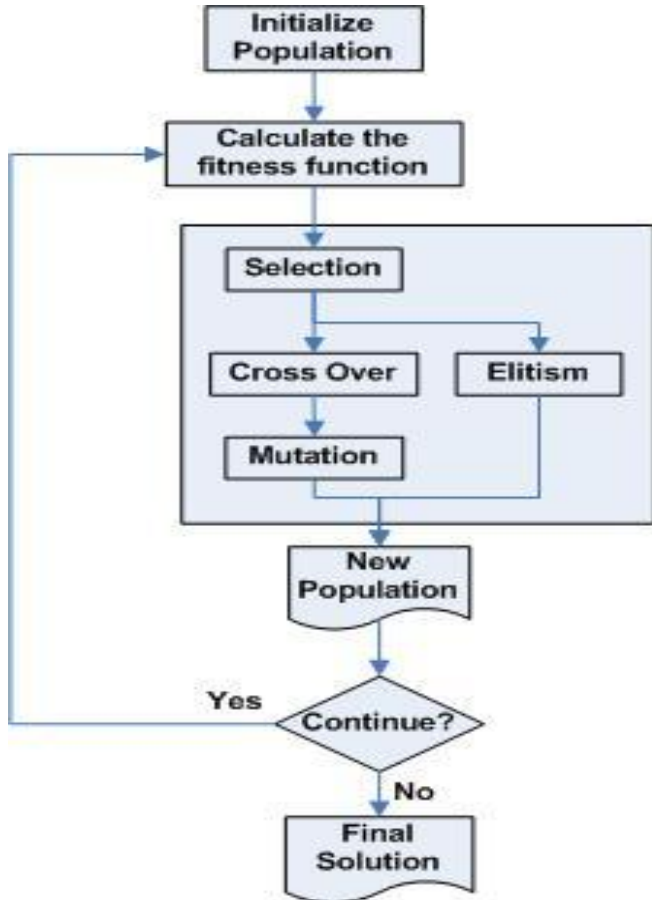 Initialize
Population
Calculate the
fitness function
Selection
Cross Over
Elitism
Mutation
New
Population
Yes
Continue?
No
Final
Solution